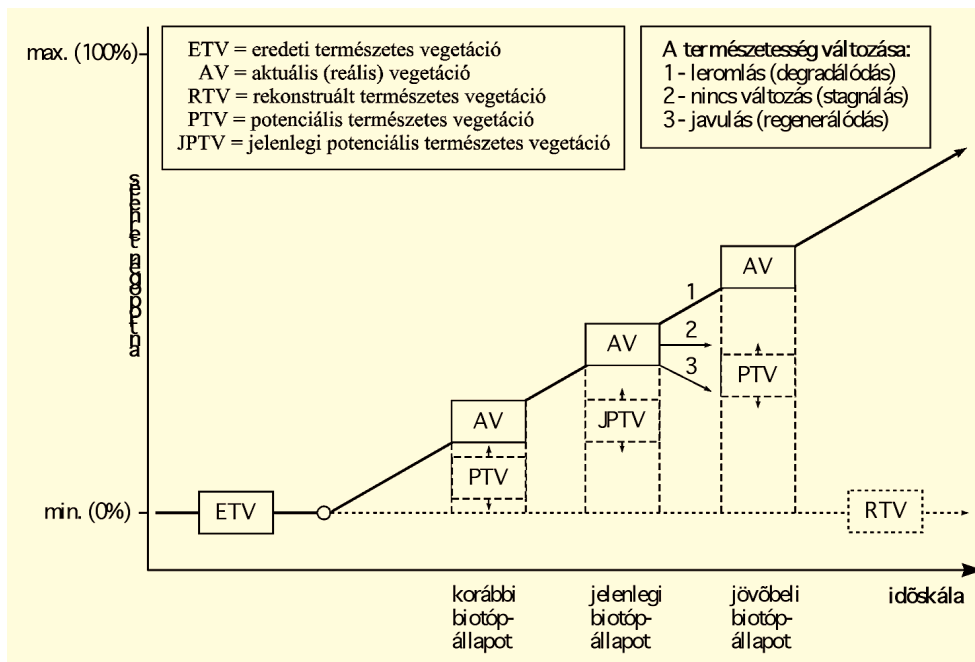 max. (100%)
ETV = eredeti természetes vegetáció
AV = aktuális (reális) vegetáció
RTV = rekonstruált természetes vegetáció
PTV = potenciális természetes vegetáció
JPTV = jelenlegi potenciális természetes vegetáció
A természetesség változása:
1 - leromlás (degradálódás)
2 - nincs változás (stagnálás)
3 - javulás (regenerálódás)
AV
1
AV
2
3
PTV
AV
JPTV
PTV
min. (0%)
ETV
RTV
korábbi
biotóp-
állapot
jelenlegi
biotóp-
állapot
jövõbeli
biotóp-
állapot
idõskála